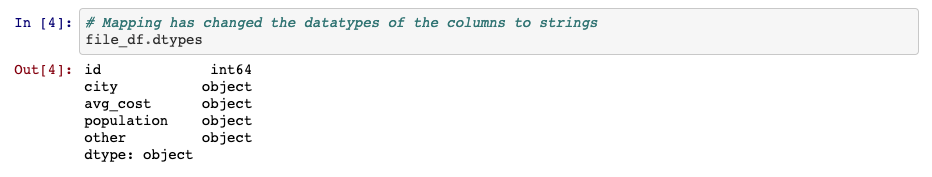 In [4]: # Mapping has changed the datatypes of the columns to strings
file_df.dtypes
Out[4]: id int64
city object
avg_cost object
population object
other object
dtype: object